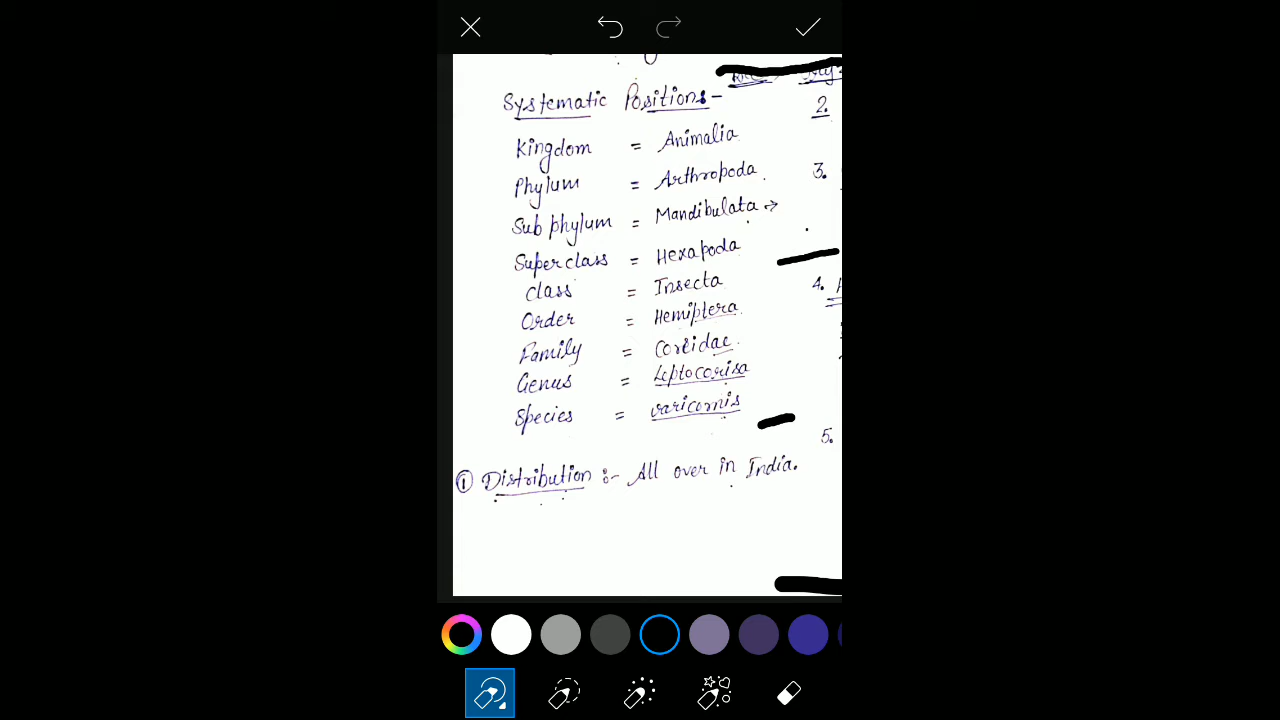 Systematic Positions:-
Kingdom = Animalia
Phylum = Arthropoda.
Sub phylum = Mandibulata →
Superclass = Hexapoda
Class = Insecta
Order = Hemiptera
Family = Coreidae.
Genus = Leptocorisa
Species = varicornis
① Distribution :- All over in India.
2.
3.
4.
5.